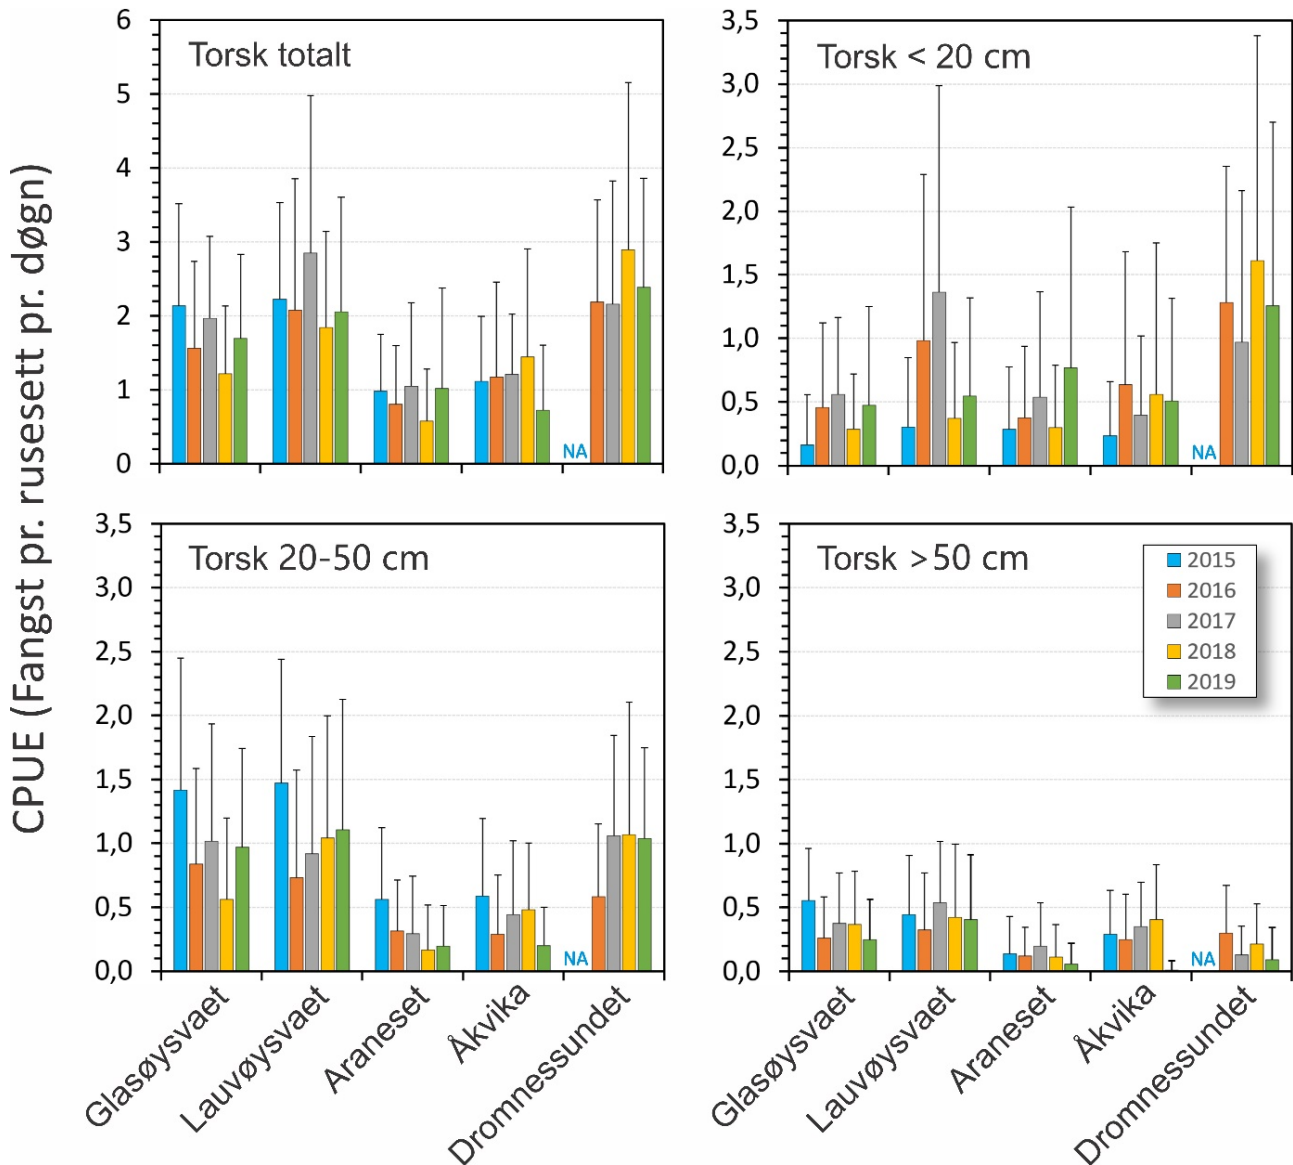 CPUE (Fangst pr. rusesett pr. døgn)
Torsk totalt
6
5
4
3
2
1
0
NA
Torsk < 20 cm
3,5
3,0
2,5
2,0
1,5
1,0
0,5
0,0
NA
Torsk 20-50 cm
3,5
3,0
2,5
2,0
1,5
1,0
0,5
0,0
NA
Glasøysvaet
Lauvøysvaet
Araneset
Åkvika
Dromnessundet
Torsk >50 cm
3,5
3,0
2,5
2,0
1,5
1,0
0,5
0,0
NA
2015
2016
2017
2018
2019
Glasøysvaet
Lauvøysvaet
Araneset
Åkvika
Dromnessundet